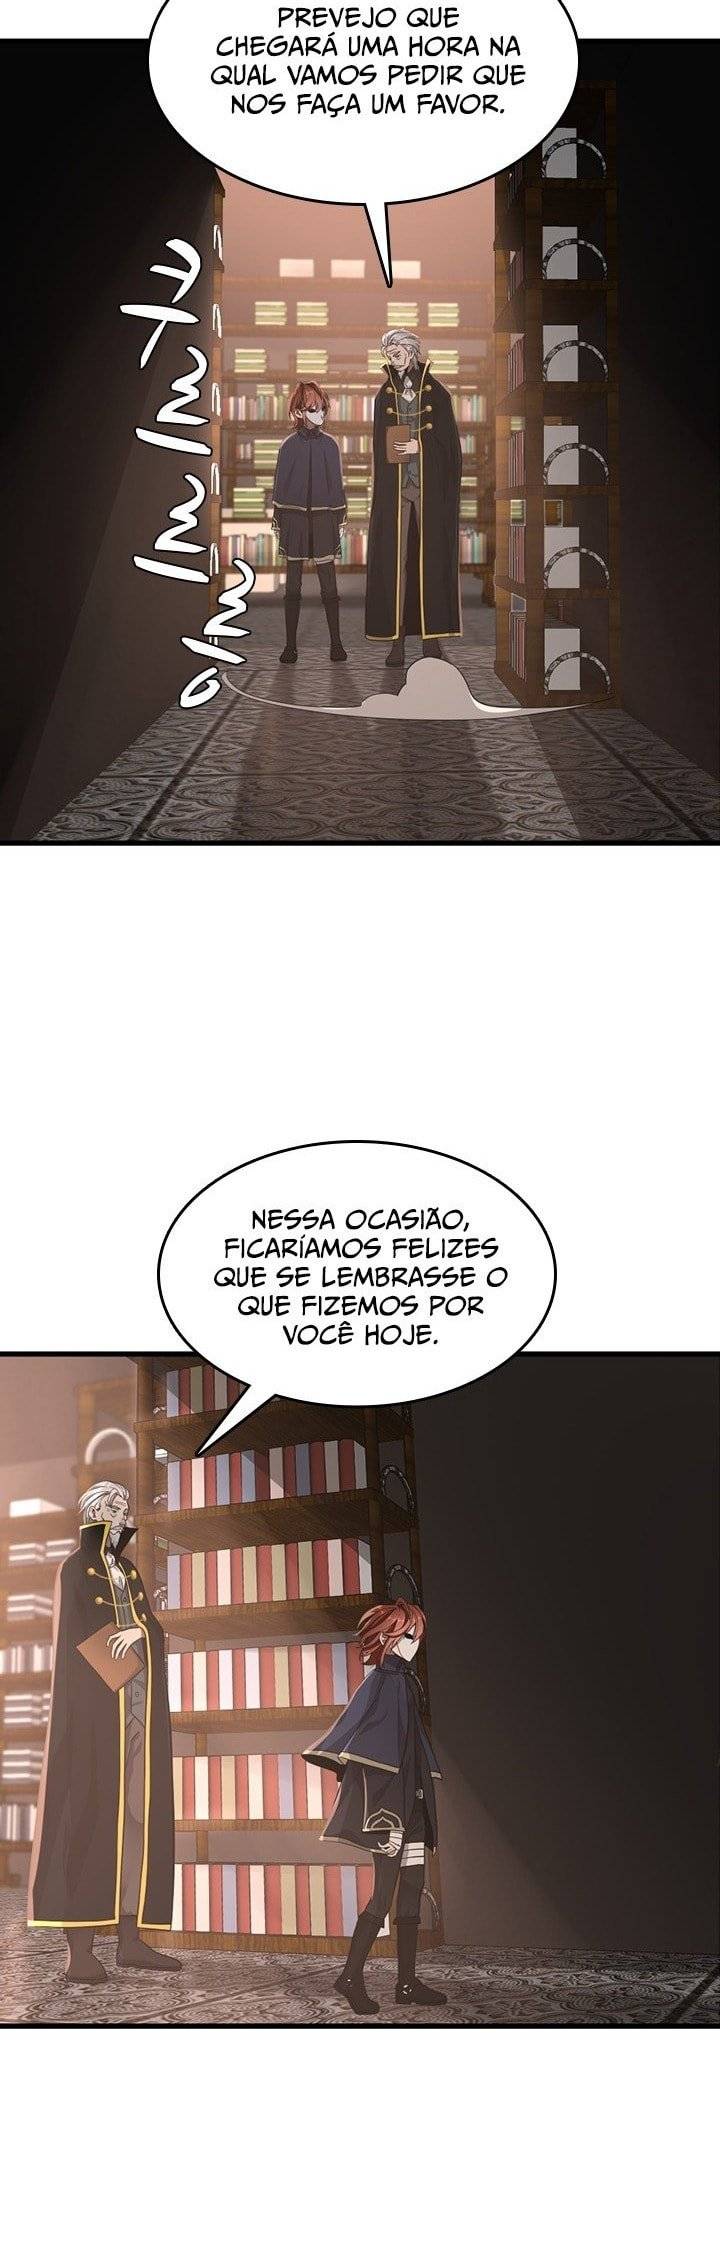 PREVEJO QUE
CHEGARÁ UMA HORA NA
QUAL VAMOS PEDIR QUE
NOS FAÇA UM FAVOR.
NESSA OCASIÃO,
FICARÍAMOS FELIZES
QUE SE LEMBRASSE O
QUE FIZEMOS POR
VOCÊ HOJE.